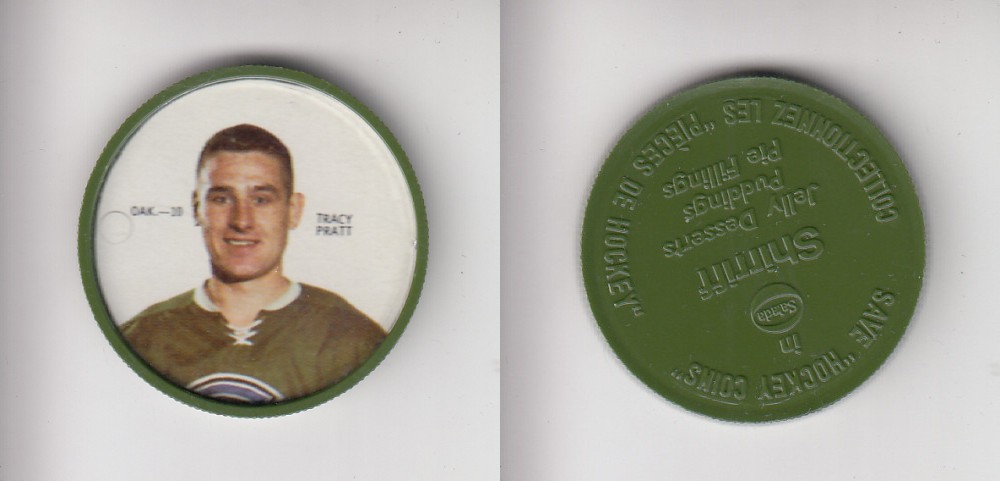 OAK.—10
TRACY
PRATT
SAVE "HOCKEY COINS"
in
Salada
Shirriff
Jelly Desserts
Puddings
Pie Fillings
COLLECTIONNEZ LES "PIÈCES DE HOCKEY"